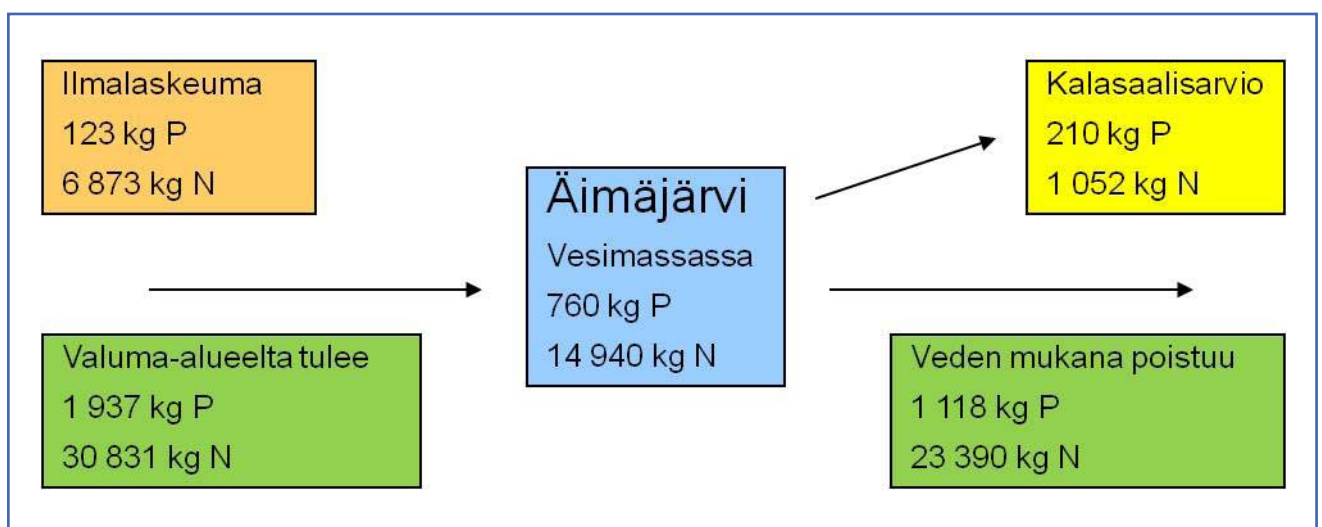 Ilmalaskeuma
123 kg P
6 873 kg N
Valuma-alueelta tulee
1 937 kg P
30 831 kg N
Äimäjärvi
Vesimassassa
760 kg P
14 940 kg N
Kalasaalisarvio
210 kg P
1 052 kg N
Veden mukana poistuu
1 118 kg P
23 390 kg N